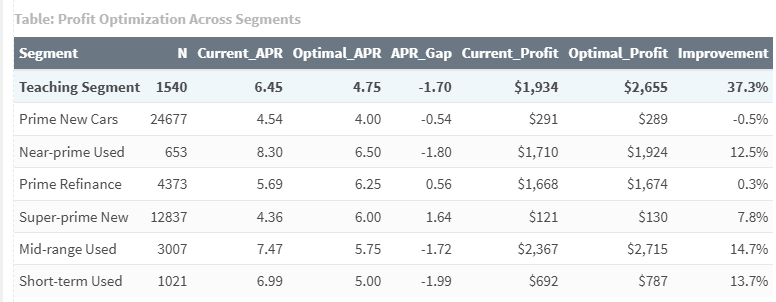 Table: Profit Optimization Across Segments
Segment N Current_APR Optimal_APR APR_Gap Current_Profit Optimal_Profit Improvement
Teaching Segment 1540 6.45 4.75 -1.70 $1,934 $2,655 37.3%
Prime New Cars 24677 4.54 4.00 -0.54 $291 $289 -0.5%
Near-prime Used 653 8.30 6.50 -1.80 $1,710 $1,924 12.5%
Prime Refinance 4373 5.69 6.25 0.56 $1,668 $1,674 0.3%
Super-prime New 12837 4.36 6.00 1.64 $121 $130 7.8%
Mid-range Used 3007 7.47 5.75 -1.72 $2,367 $2,715 14.7%
Short-term Used 1021 6.99 5.00 -1.99 $692 $787 13.7%